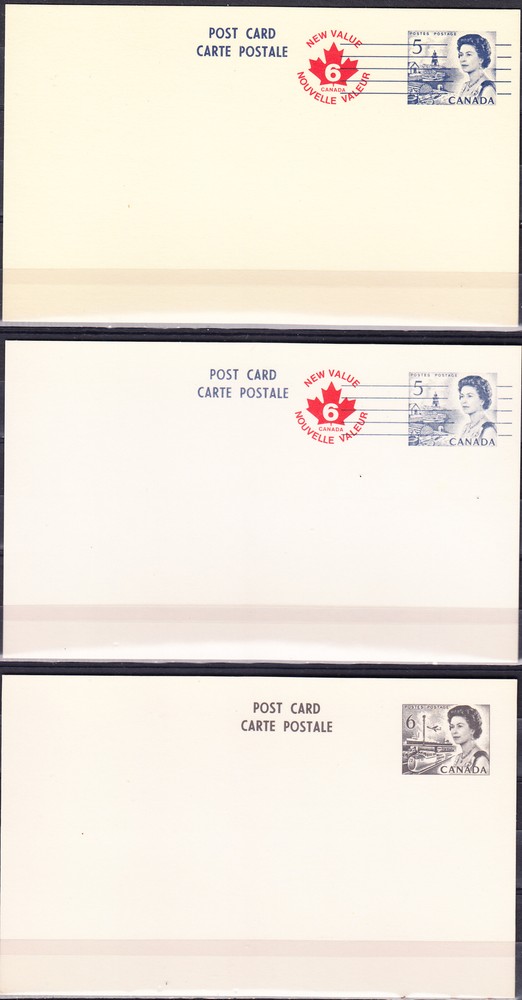 POST CARD
CARTE POSTALE
NEW VALUE
6
CANADA
NOUVELLE VALEUR
POSTES POSTAGE
5
CANADA
POST CARD
CARTE POSTALE
NEW VALUE
6
CANADA
NOUVELLE VALEUR
POSTES POSTAGE
5
CANADA
POST CARD
CARTE POSTALE
POSTES POSTAGE
6
CANADA